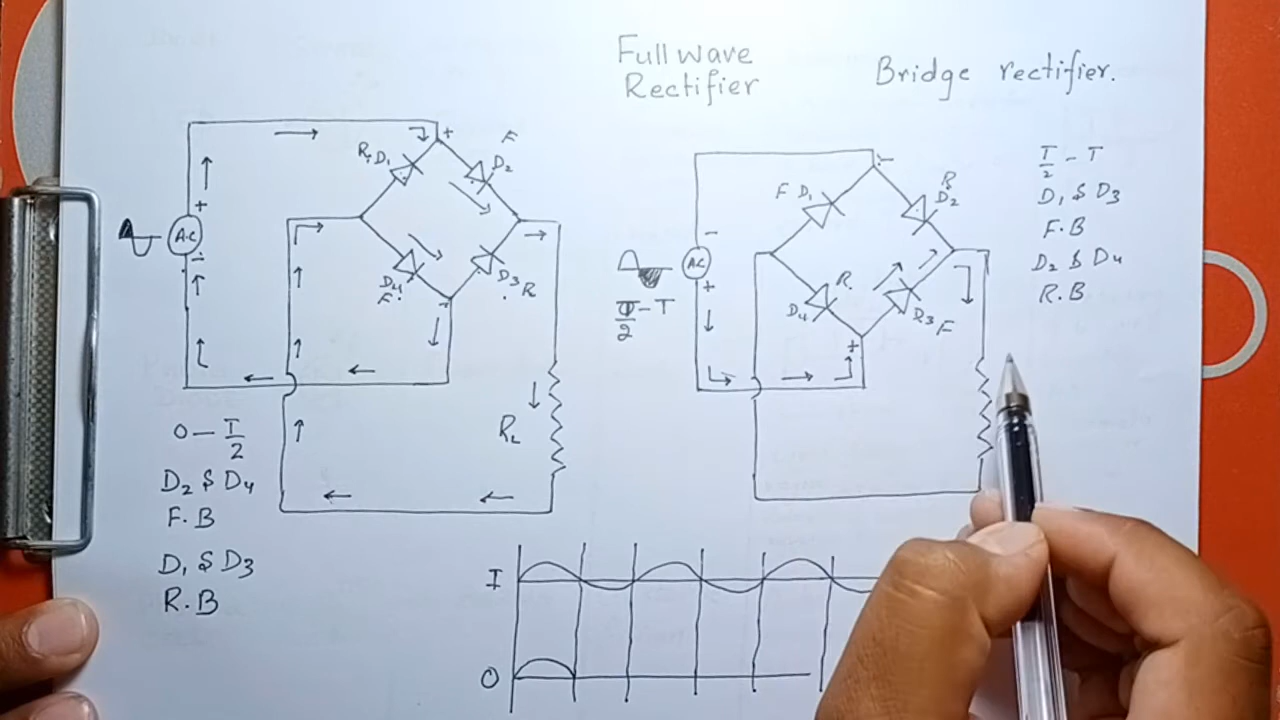 Full wave
Rectifier
Bridge rectifier.
+
F
R.
D1
D2
+
A.C
-
D4
F.
D3
R
-
RL
0 - T/2
D2 $ D4
F.B
D1 $ D3
R.B
-
F
D1
R
D2
-
AC
+
T/2 - T
R.
D4
D3
F
+
T/2 - T
D1 $ D3
F.B
D2 $ D4
R.B
I
O